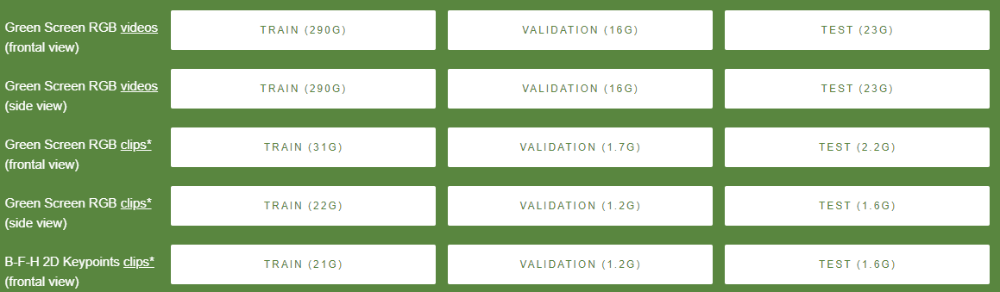 Green Screen RGB videos
(frontal view)
TRAIN (290G)
VALIDATION (16G)
TEST (23G)
Green Screen RGB videos
(side view)
TRAIN (290G)
VALIDATION (16G)
TEST (23G)
Green Screen RGB clips*
(frontal view)
TRAIN (31G)
VALIDATION (1.7G)
TEST (2.2G)
Green Screen RGB clips*
(side view)
TRAIN (22G)
VALIDATION (1.2G)
TEST (1.6G)
B-F-H 2D Keypoints clips*
(frontal view)
TRAIN (21G)
VALIDATION (1.2G)
TEST (1.6G)